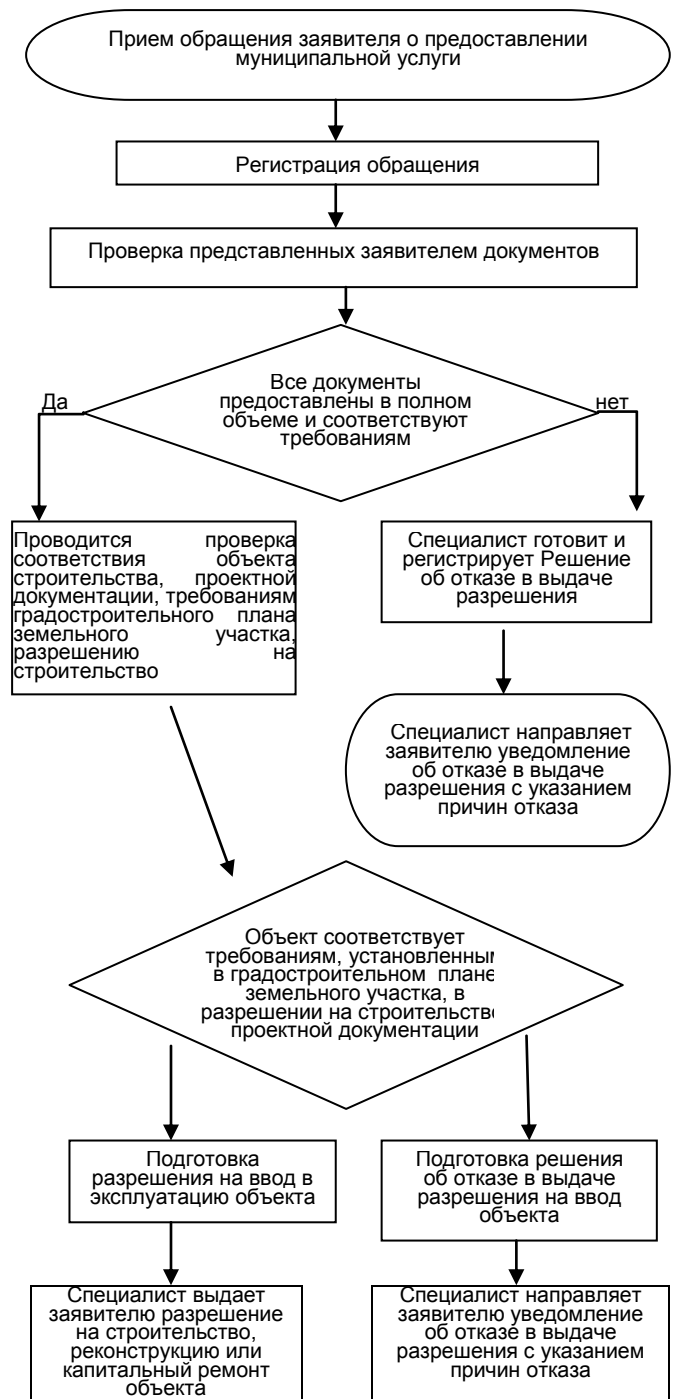 Прием обращения заявителя о предоставлении
муниципальной услуги
Регистрация обращения
Проверка представленных заявителем документов
Все документы
предоставлены в полном
объеме и соответствуют
требованиям
Да
нет
Проводится проверка
соответствия объекта
строительства, проектной
документации, требованиям
градостроительного плана
земельного участка,
разрешению на
строительство
Специалист готовит и
регистрирует Решение
об отказе в выдаче
разрешения
Специалист направляет
заявителю уведомление
об отказе в выдаче
разрешения с указанием
причин отказа
Объект соответствует
требованиям, установленным
в градостроительном плане
земельного участка, в
разрешении на строительство
проектной документации
Подготовка
разрешения на ввод в
эксплуатацию объекта
Подготовка решения
об отказе в выдаче
разрешения на ввод
объекта
Специалист выдает
заявителю разрешение
на строительство,
реконструкцию или
капитальный ремонт
объекта
Специалист направляет
заявителю уведомление
об отказе в выдаче
разрешения с указанием
причин отказа